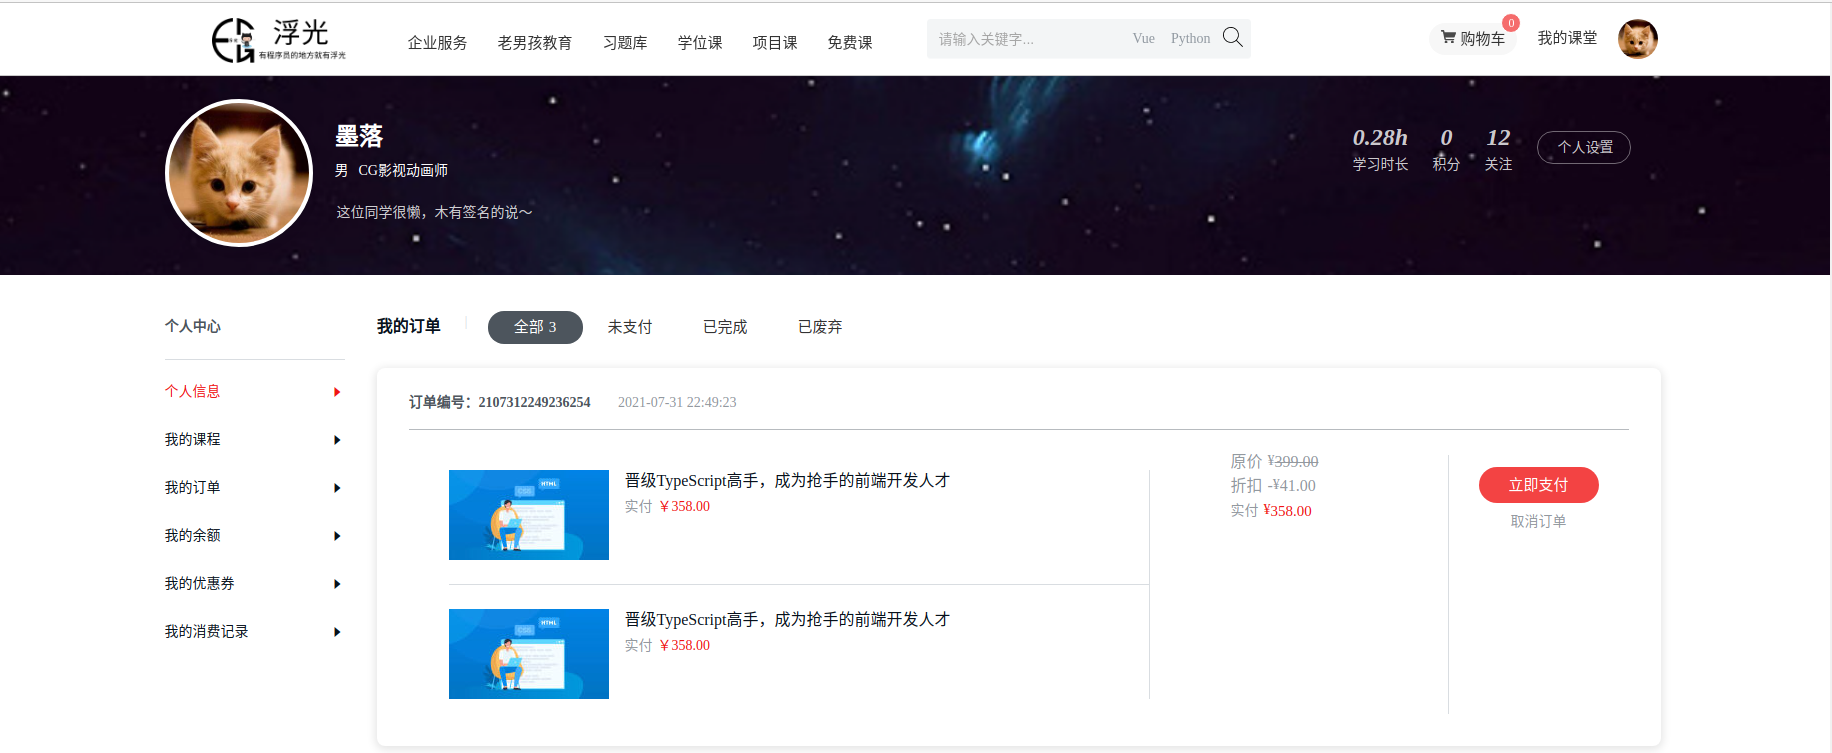 浮光
有程序员的地方就有浮光
企业服务 老男孩教育 习题库 学位课 项目课 免费课
请输入关键字... Vue Python
购物车 0 我的课堂
墨落
男 CG影视动画师
这位同学很懒，木有签名的说～
0.28h 0 12
学习时长 积分 关注
个人设置
个人中心
个人信息
我的课程
我的订单
我的余额
我的优惠券
我的消费记录
我的订单 全部 3 未支付 已完成 已废弃
订单编号：2107312249236254 2021-07-31 22:49:23
HTML
CSS
晋级TypeScript高手，成为抢手的前端开发人才
实付 ￥358.00
HTML
CSS
晋级TypeScript高手，成为抢手的前端开发人才
实付 ￥358.00
原价 ¥399.00
折扣 -¥41.00
实付 ¥358.00
立即支付
取消订单